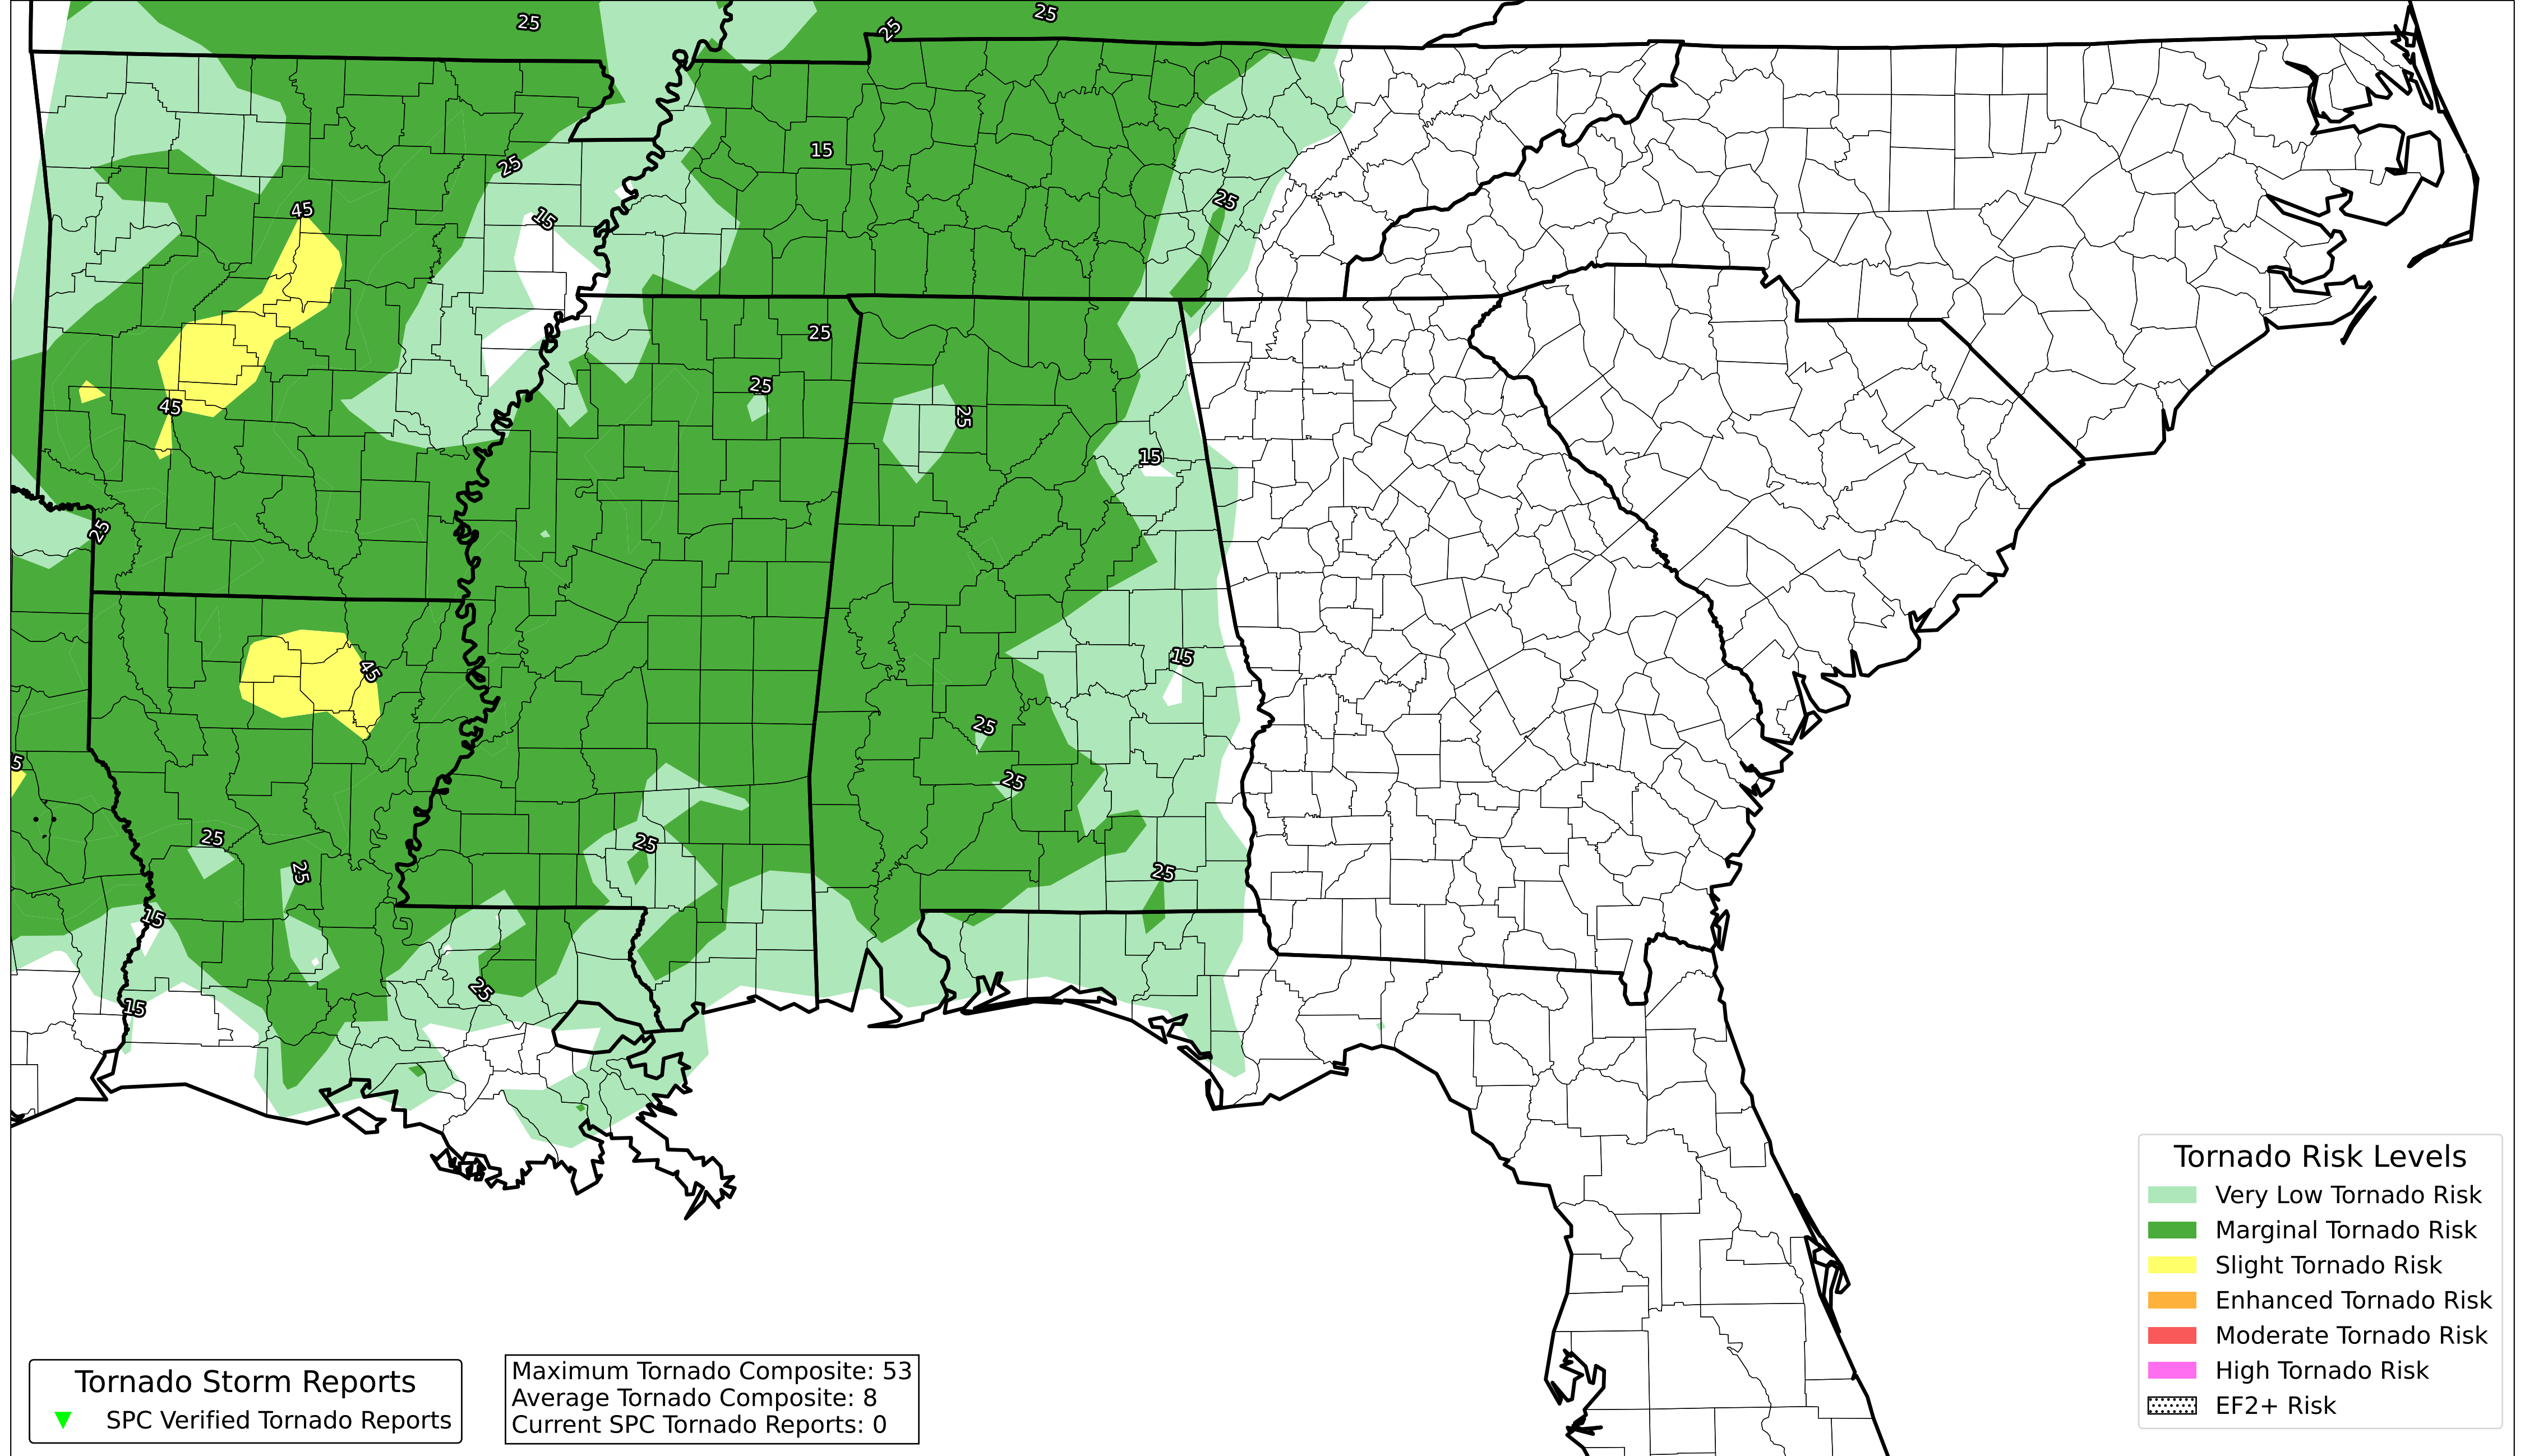 25
25
25
15
25
45
25
15
25
25
45
25
15
25
15
45
25
5
25
25
25
25
25
15
25
15
Tornado Risk Levels
Very Low Tornado Risk
Marginal Tornado Risk
Slight Tornado Risk
Enhanced Tornado Risk
Moderate Tornado Risk
High Tornado Risk
EF2+ Risk
Tornado Storm Reports
SPC Verified Tornado Reports
Maximum Tornado Composite: 53
Average Tornado Composite: 8
Current SPC Tornado Reports: 0